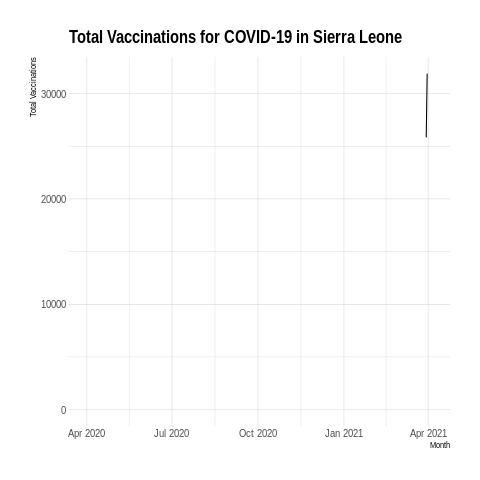 Total Vaccinations for COVID-19 in Sierra Leone
Total Vaccinations
30000
20000
10000
0
Apr 2020 Jul 2020 Oct 2020 Jan 2021 Apr 2021
Month